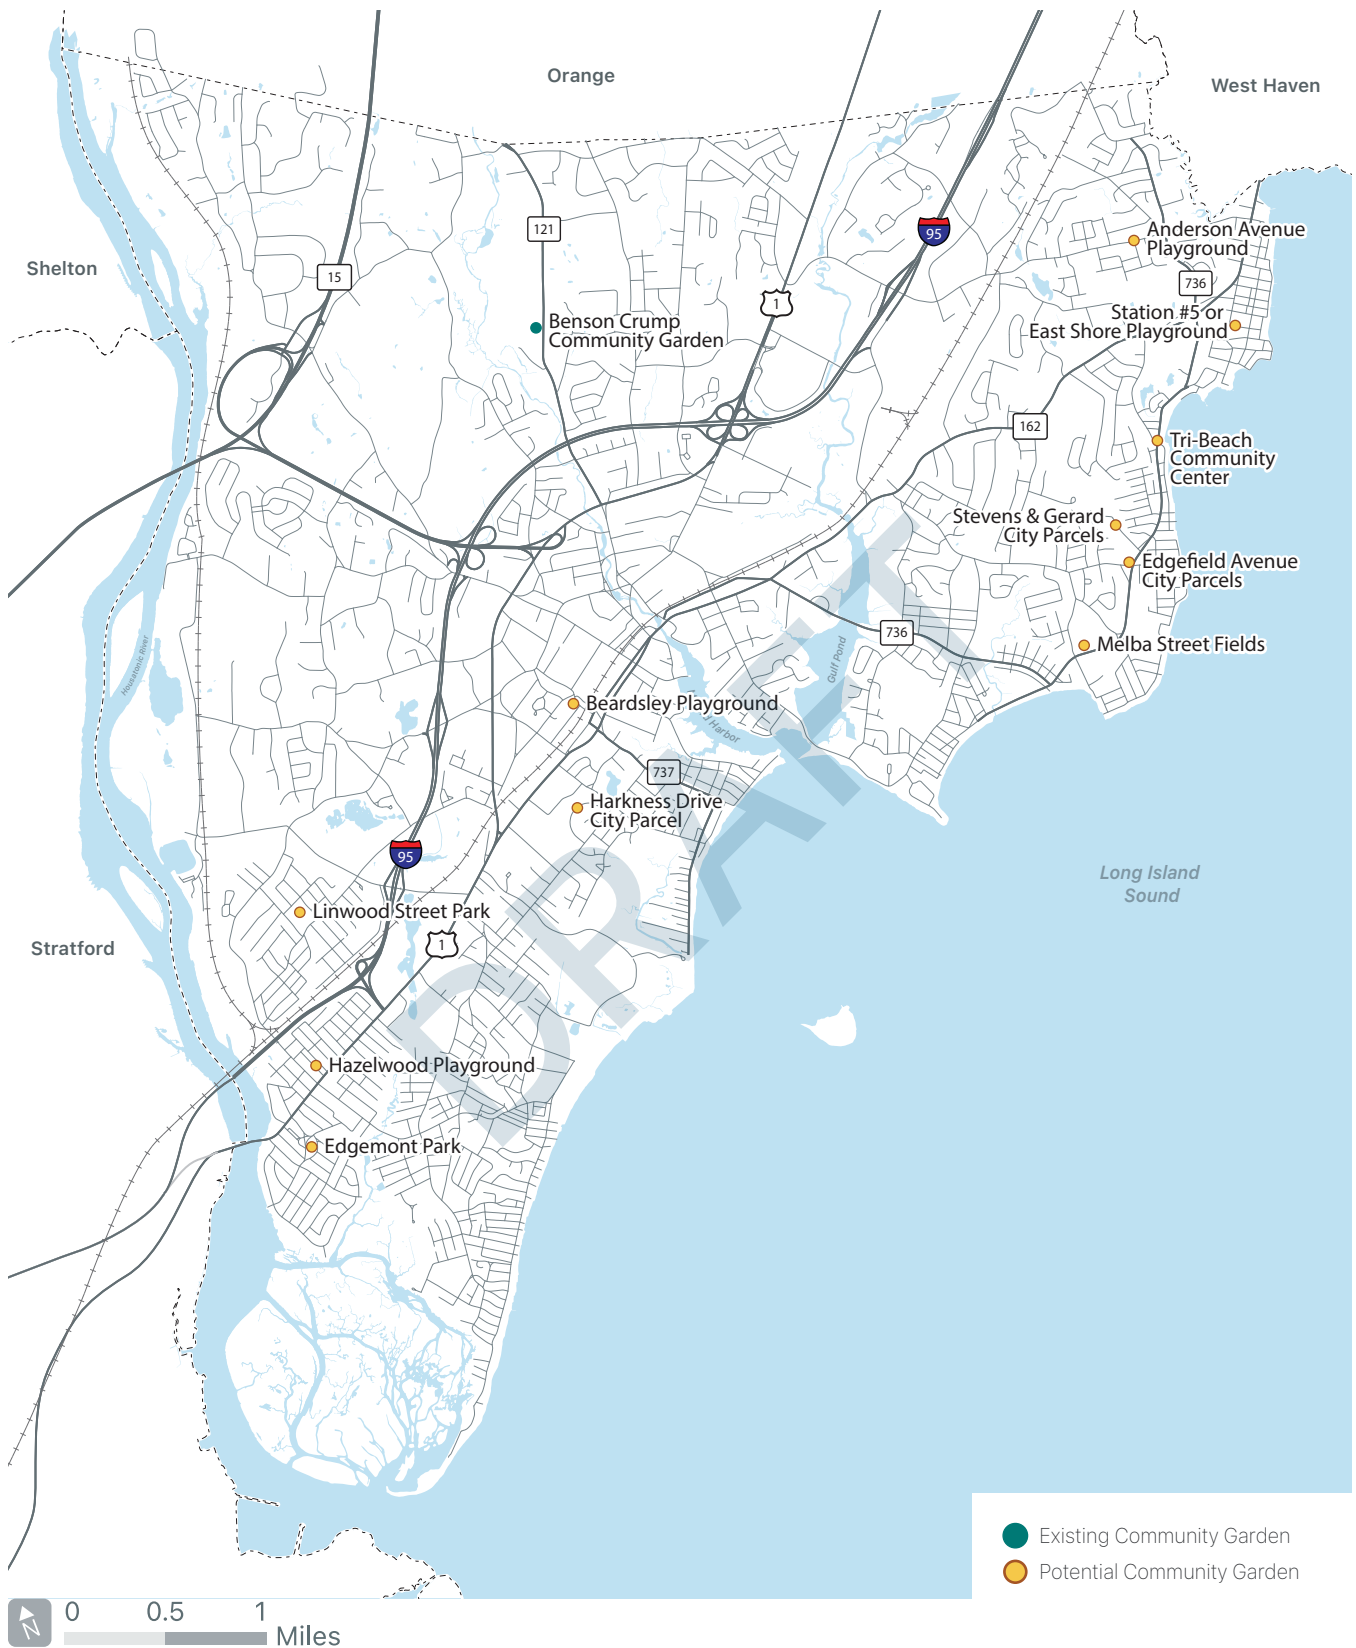 Orange
West Haven
Shelton
15
121
1
95
Anderson Avenue
Playground
736
Station #5 or
East Shore Playground
Benson Crump
Community Garden
162
Tri-Beach
Community
Center
Stevens & Gerard
City Parcels
Edgefield Avenue
City Parcels
736
Melba Street Fields
Housatonic River
Gulf Pond
Beardsley Playground
Harbor
737
Harkness Drive
City Parcel
95
Long Island
Sound
Linwood Street Park
1
Stratford
DRAFT
Hazelwood Playground
Edgemont Park
Existing Community Garden
Potential Community Garden
N
0 0.5 1
Miles